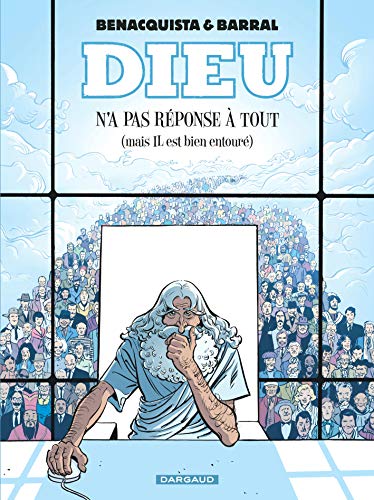 BENACQUISTA & BARRAL
DIEU
N'A PAS RÉPONSE À TOUT
(mais IL est bien entouré)
DARGAUD